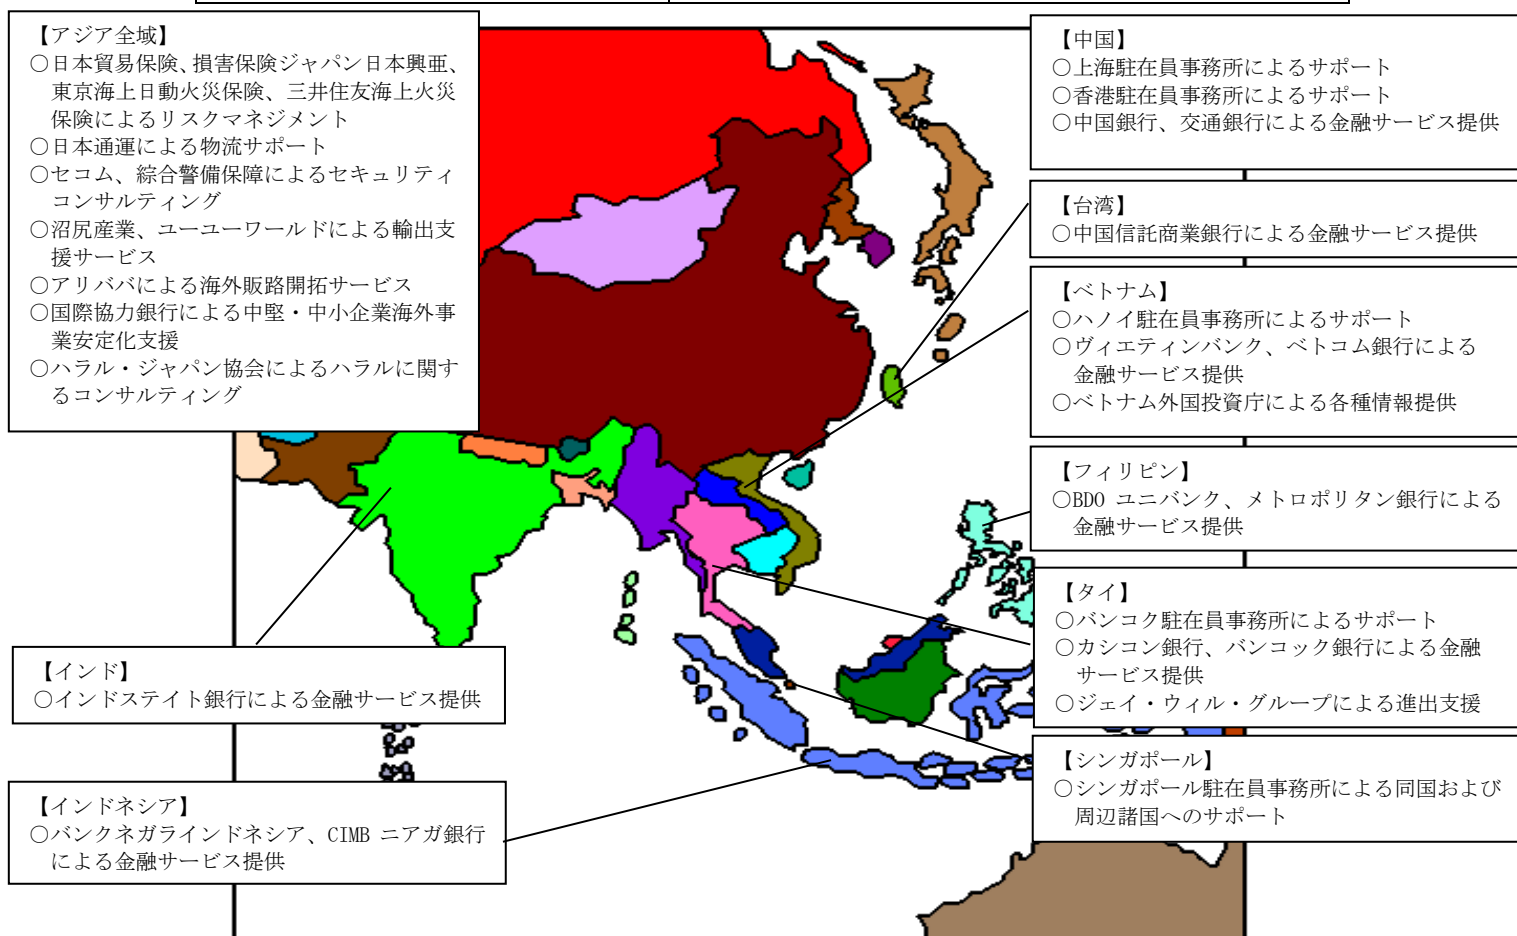 【アジア全域】
○日本貿易保険、損害保険ジャパン日本興亜、
東京海上日動火災保険、三井住友海上火災
保険によるリスクマネジメント
○日本通運による物流サポート
○セコム、綜合警備保障によるセキュリティ
コンサルティング
○沼尻産業、ユーユーワールドによる輸出支
援サービス
○アリババによる海外販路開拓サービス
○国際協力銀行による中堅・中小企業海外事
業安定化支援
○ハラル・ジャパン協会によるハラルに関す
るコンサルティング
【インド】
○インドステイト銀行による金融サービス提供
【インドネシア】
○バンクネガラインドネシア、CIMB ニアガ銀行
による金融サービス提供
【中国】
○上海駐在員事務所によるサポート
○香港駐在員事務所によるサポート
○中国銀行、交通銀行による金融サービス提供
【台湾】
○中国信託商業銀行による金融サービス提供
【ベトナム】
○ハノイ駐在員事務所によるサポート
○ヴィエティンバンク、ベトコム銀行による
金融サービス提供
○ベトナム外国投資庁による各種情報提供
【フィリピン】
○BDO ユニバンク、メトロポリタン銀行による
金融サービス提供
【タイ】
○バンコク駐在員事務所によるサポート
○カシコン銀行、バンコック銀行による金融
サービス提供
○ジェイ・ウィル・グループによる進出支援
【シンガポール】
○シンガポール駐在員事務所による同国および
周辺諸国へのサポート